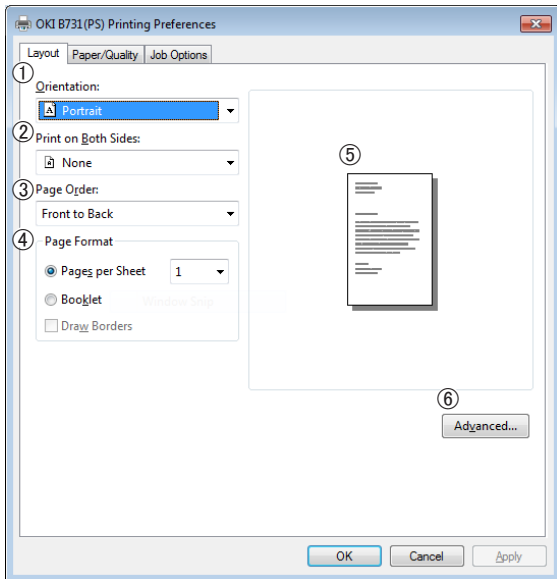 OKI B731(PS) Printing Preferences
Layout Paper/Quality Job Options
①
Orientation:
Portrait
② Print on Both Sides:
None
③ Page Order:
Front to Back
④ Page Format
Pages per Sheet 1
Booklet
Window Snip
Draw Borders
⑤
⑥
Advanced...
OK Cancel Apply